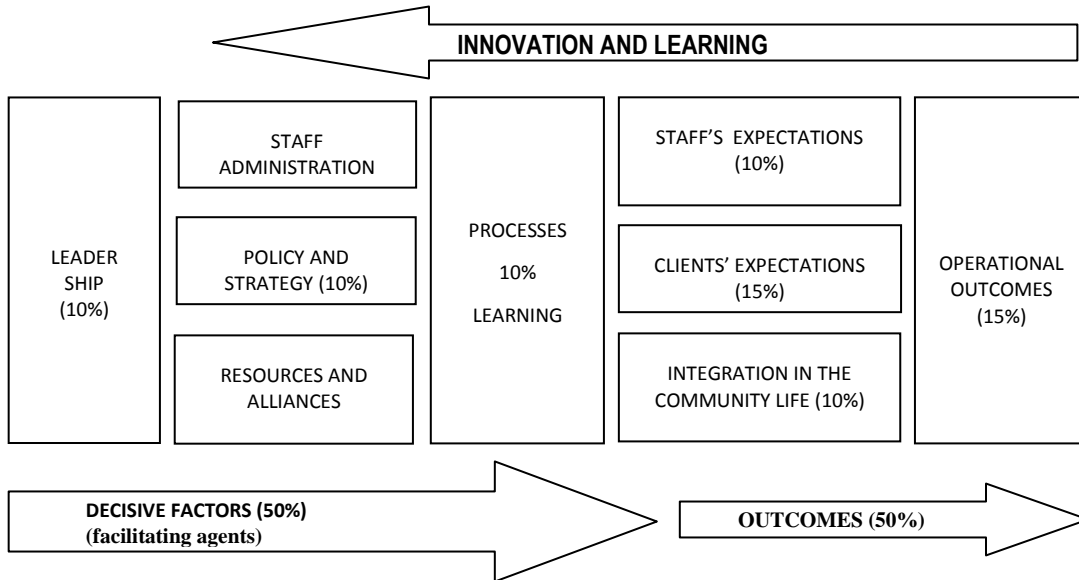 INNOVATION AND LEARNING
LEADER
SHIP
(10%)
STAFF
ADMINISTRATION
POLICY AND
STRATEGY (10%)
RESOURCES AND
ALLIANCES
PROCESSES
10%
LEARNING
STAFF’S EXPECTATIONS
(10%)
CLIENTS’ EXPECTATIONS
(15%)
INTEGRATION IN THE
COMMUNITY LIFE (10%)
OPERATIONAL
OUTCOMES
(15%)
DECISIVE FACTORS (50%)
(facilitating agents)
OUTCOMES (50%)